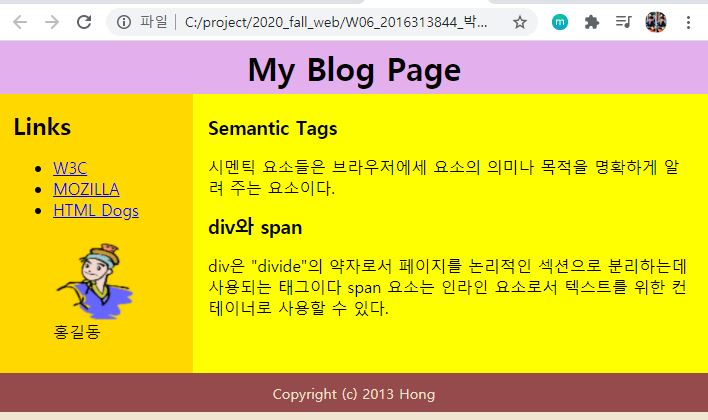 파일
C:/project/2020_fall_web/W06_2016313844_박...
m
My Blog Page
Links
W3C
MOZILLA
HTML Dogs
홍길동
Semantic Tags
시멘틱 요소들은 브라우저에세 요소의 의미나 목적을 명확하게 알
려 주는 요소이다.
div와 span
div은 "divide"의 약자로서 페이지를 논리적인 섹션으로 분리하는데
사용되는 태그이다 span 요소는 인라인 요소로서 텍스트를 위한 컨
테이너로 사용할 수 있다.
Copyright (c) 2013 Hong